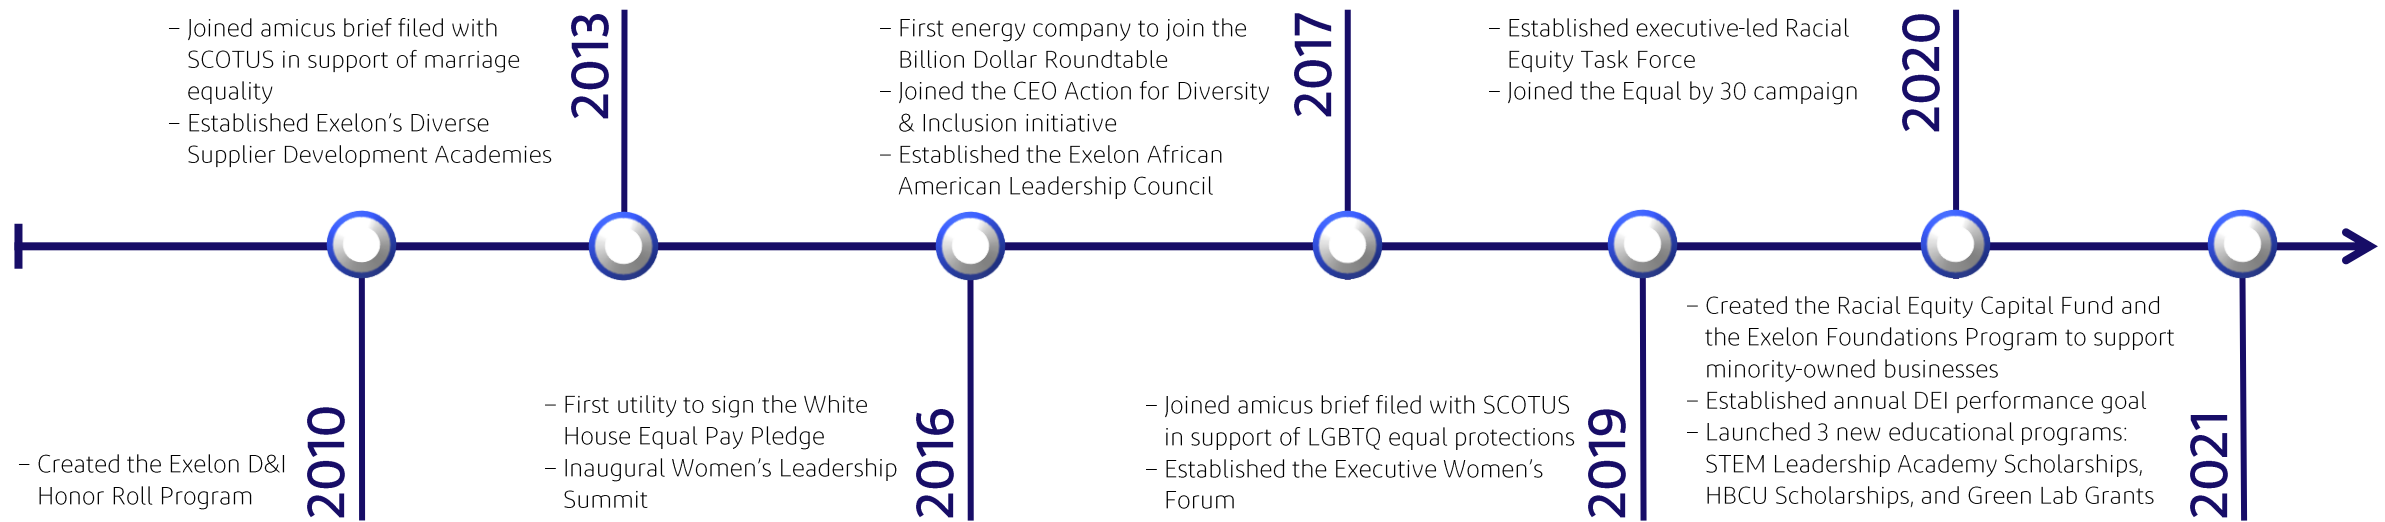 – Created the Exelon D&I
Honor Roll Program
2010
– Joined amicus brief filed with
SCOTUS in support of marriage
equality
– Established Exelon’s Diverse
Supplier Development Academies
2013
– First utility to sign the White
House Equal Pay Pledge
– Inaugural Women’s Leadership
Summit
2016
– First energy company to join the
Billion Dollar Roundtable
– Joined the CEO Action for Diversity
& Inclusion initiative
– Established the Exelon African
American Leadership Council
2017
– Joined amicus brief filed with SCOTUS
in support of LGBTQ equal protections
– Established the Executive Women’s
Forum
2019
– Established executive-led Racial
Equity Task Force
– Joined the Equal by 30 campaign
2020
– Created the Racial Equity Capital Fund and
the Exelon Foundations Program to support
minority-owned businesses
– Established annual DEI performance goal
– Launched 3 new educational programs:
STEM Leadership Academy Scholarships,
HBCU Scholarships, and Green Lab Grants
2021